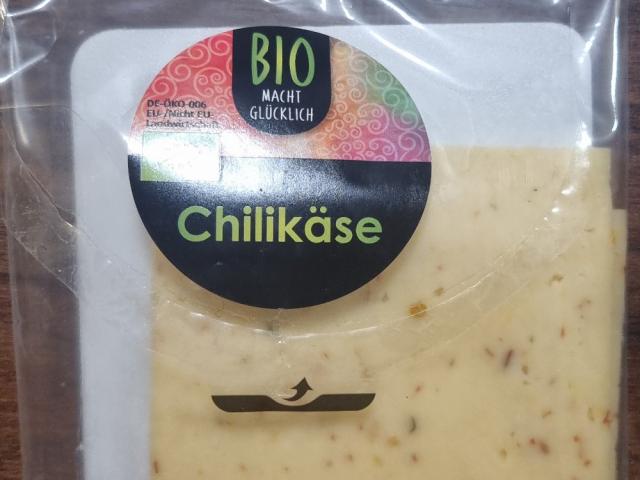 BIO
MACHT
GLÜCKLICH
DE-ÖKO-006
EU-/Nicht EU-
Landwirtschaft
Chilikäse